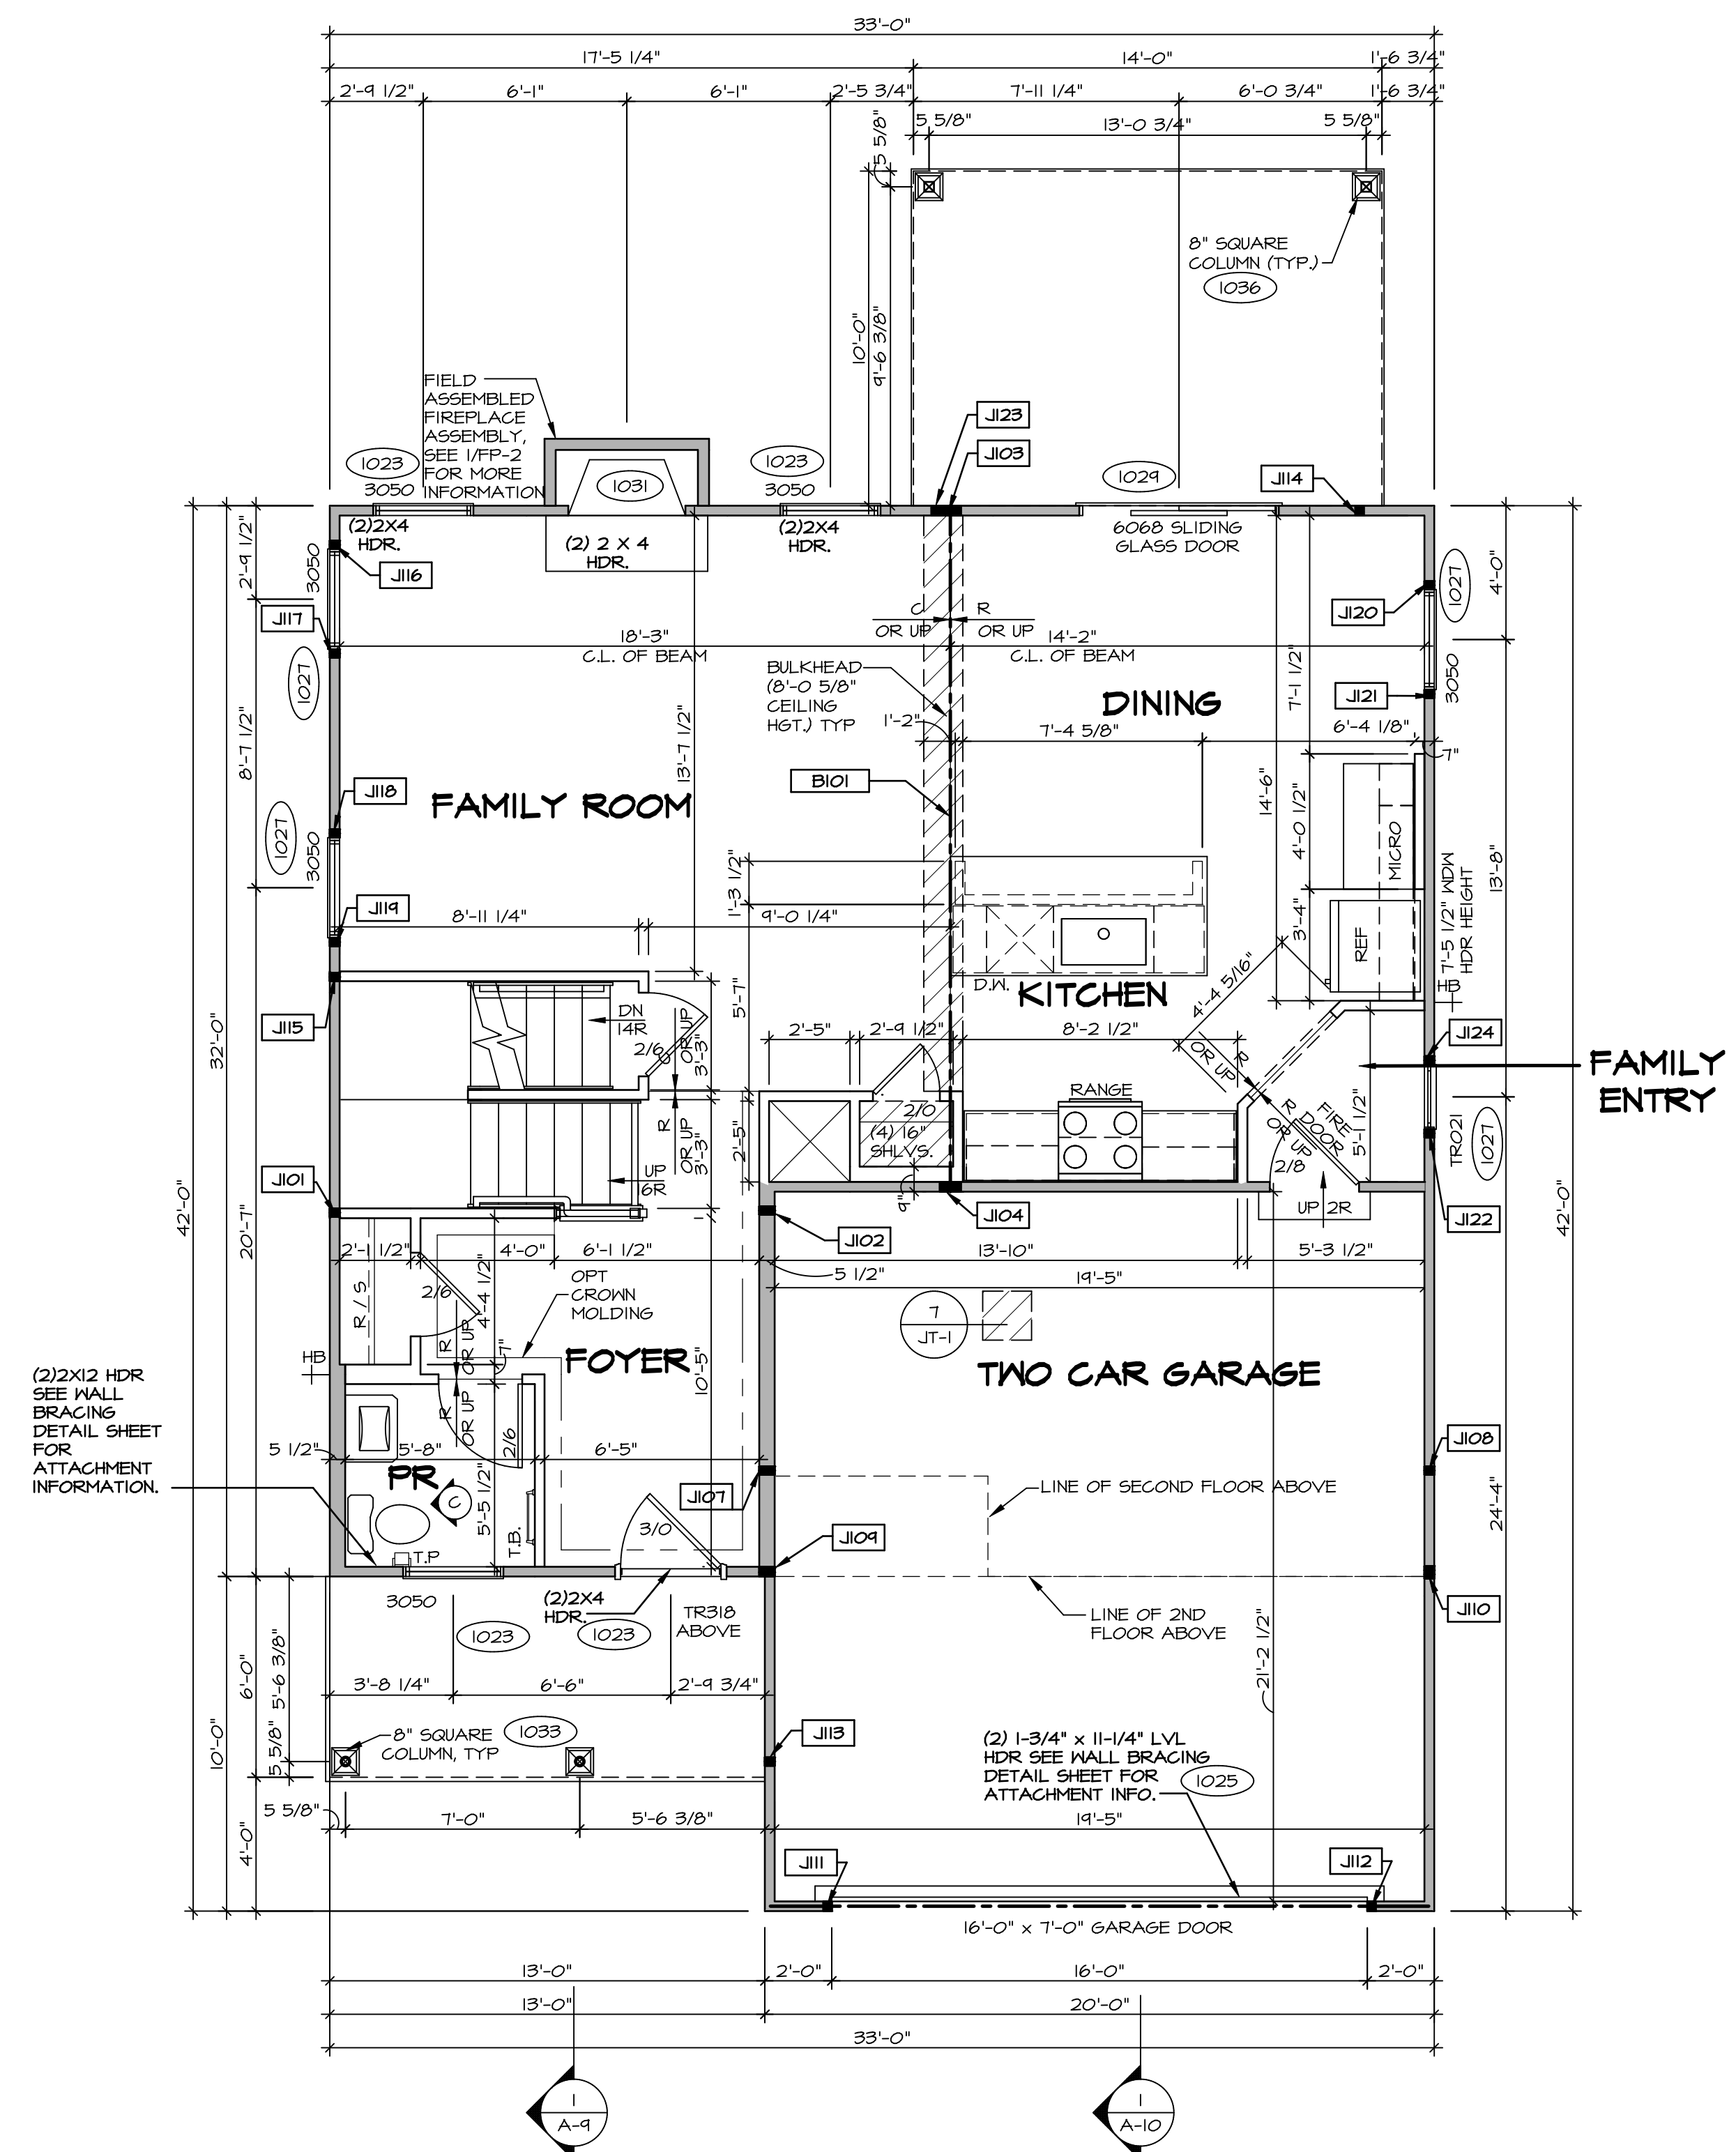 33'-0"
17'-5 1/4"
14'-0"
1'-6 3/4"
2'-9 1/2"
6'-1"
6'-1"
2'-5 3/4"
7'-11 1/4"
6'-0 3/4"
1'-6 3/4"
5 5/8"
13'-0 3/4"
5 5/8"
5 5/8"
8" SQUARE
COLUMN (TYP.)
1036
10'-0"
9'-6 3/8"
FIELD
ASSEMBLED
FIREPLACE
ASSEMBLY,
SEE 1/FP-2
FOR MORE
INFORMATION
J123
J103
1023
3050
1031
1023
3050
1029
J114
(2)2X4
HDR.
(2) 2 X 4
HDR.
(2)2X4
HDR.
6068 SLIDING
GLASS DOOR
2'-9 1/2"
3050
J116
J117
1027
J120
1027
4'-0"
C
OR UP
R
OR UP
18'-3"
C.L. OF BEAM
14'-2"
C.L. OF BEAM
BULKHEAD
(8'-0 5/8"
CEILING
HGT.) TYP
1'-2"
DINING
7'-1 1/2"
J121
3050
7'-4 5/8"
6'-4 1/8"
7"
8'-7 1/2"
13'-7 1/2"
B101
FAMILY ROOM
J118
1027
3050
14'-6"
4'-0 1/2"
MICRO
7'-5 1/2" WDW
HDR HEIGHT
13'-8"
1'-3 1/2"
J119
8'-11 1/4"
9'-0 1/4"
3'-4"
REF
D.W.
KITCHEN
4'-4 5/16"
HB
5'-7"
J115
DN
14R
2/6
OR UP
3'-3"
2'-5"
2'-9 1/2"
8'-2 1/2"
R
OR UP
J124
FAMILY
ENTRY
32'-0"
RANGE
2/0
(4) 16"
SHLVS.
R
OR UP
FIRE
DOOR
5'-1 1/2"
TR021
1027
R
OR UP
3'-3"
2'-5"
UP
16R
2/8
J101
9"
J104
UP 2R
J122
42'-0"
20'-7"
42'-0"
J102
2'-1 1/2"
4'-0"
6'-1 1/2"
13'-10"
5'-3 1/2"
5 1/2"
19'-5"
R / S
2/6
4'-4 1/2"
OPT
CROWN
MOLDING
7
JT-1
HB
R
OR UP
7"
FOYER
10'-5"
TWO CAR GARAGE
(2)2X12 HDR
SEE WALL
BRACING
DETAIL SHEET
FOR
ATTACHMENT
INFORMATION.
R
OR UP
2/6
5 1/2"
5'-8"
6'-5"
J108
PR
C
J107
LINE OF SECOND FLOOR ABOVE
24'-4"
5'-5 1/2"
T.B.
3/0
J109
T.P
3050
(2)2X4
HDR.
1023
1023
TR318
ABOVE
LINE OF 2ND
FLOOR ABOVE
J110
21'-2 1/2"
6'-0"
5'-6 3/8"
3'-8 1/4"
6'-6"
2'-9 3/4"
8" SQUARE
COLUMN, TYP
1033
J113
10'-0"
5 5/8"
(2) 1-3/4" x 11-1/4" LVL
HDR SEE WALL BRACING
DETAIL SHEET FOR
ATTACHMENT INFO.
1025
5 5/8"
7'-0"
5'-6 3/8"
19'-5"
4'-0"
J111
J112
16'-0" x 7'-0" GARAGE DOOR
13'-0"
2'-0"
16'-0"
2'-0"
13'-0"
20'-0"
33'-0"
1
A-9
1
A-10